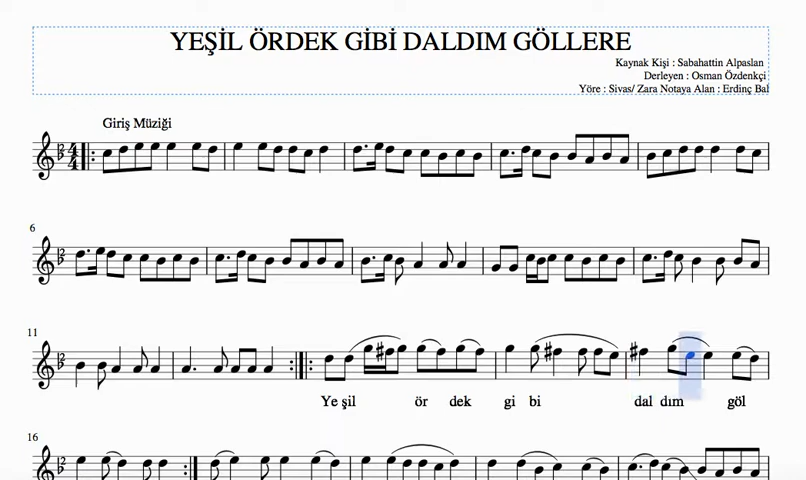 YEŞİL ÖRDEK GİBİ DALDIM GÖLLERE
Kaynak Kişi : Sabahattin Alpaslan
Derleyen : Osman Özdenkçi
Yöre : Sivas/ Zara Notaya Alan : Erdinç Bal
Giriş Müziği
6
11
Ye şil ör dek gi bi dal dım göl
16